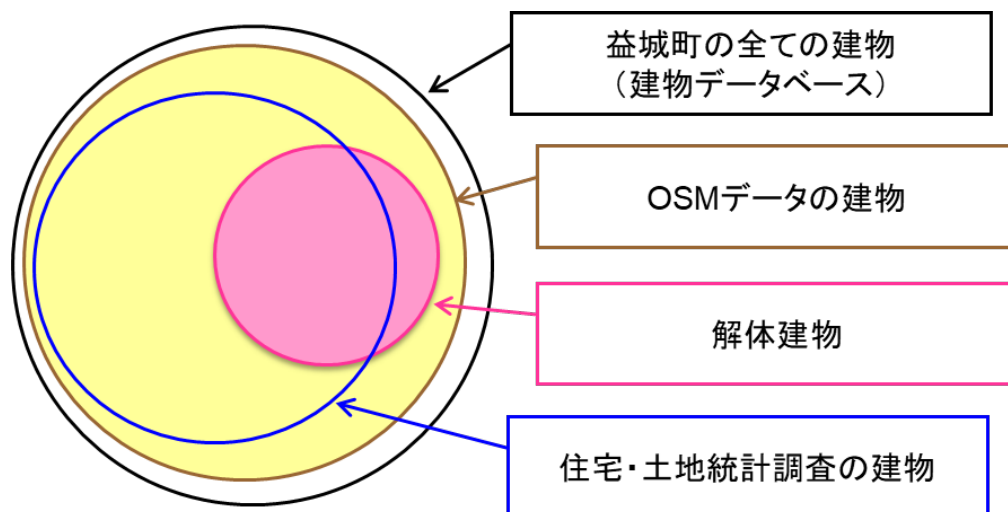 益城町の全ての建物
（建物データベース）
OSMデータの建物
解体建物
住宅・土地統計調査の建物